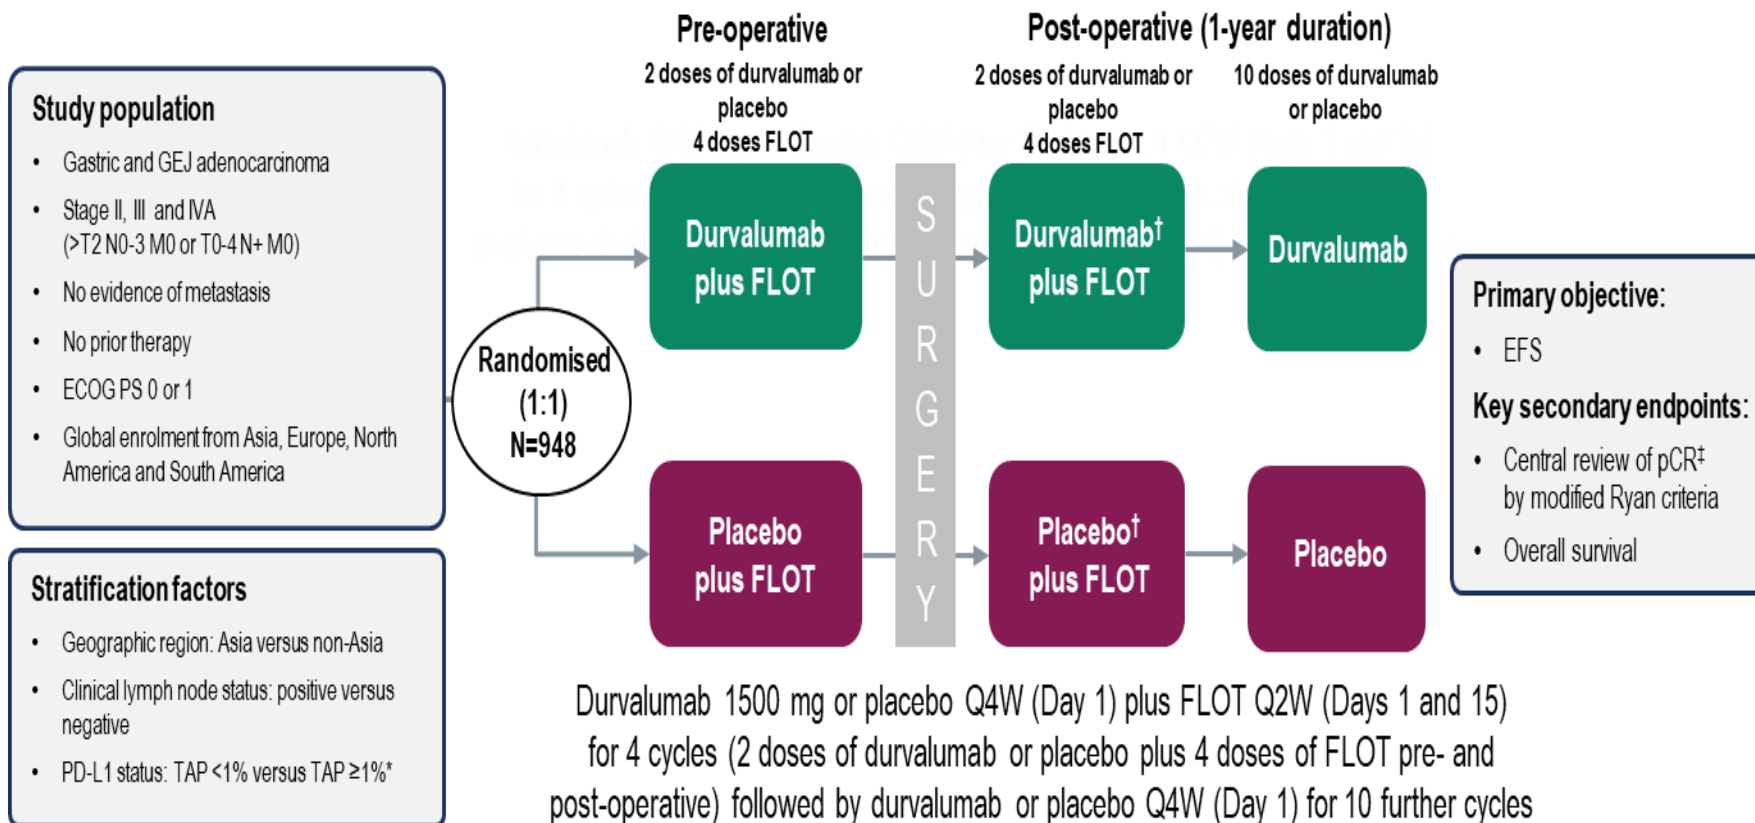 Pre-operative
2 doses of durvalumab or
placebo
4 doses FLOT
Post-operative (1-year duration)
2 doses of durvalumab or
placebo
4 doses FLOT
10 doses of durvalumab
or placebo
Study population
• Gastric and GEJ adenocarcinoma
• Stage II, III and IVA
(>T2 N0-3 M0 or T0-4 N+ M0)
• No evidence of metastasis
• No prior therapy
• ECOG PS 0 or 1
• Global enrolment from Asia, Europe, North
America and South America
Stratification factors
• Geographic region: Asia versus non-Asia
• Clinical lymph node status: positive versus
negative
• PD-L1 status: TAP <1% versus TAP ≥1%*
Randomised
(1:1)
N=948
Durvalumab
plus FLOT
SURGERY
Durvalumab†
plus FLOT
Durvalumab
Placebo
plus FLOT
Placebo†
plus FLOT
Placebo
Primary objective:
• EFS
Key secondary endpoints:
• Central review of pCR‡
by modified Ryan criteria
• Overall survival
Durvalumab 1500 mg or placebo Q4W (Day 1) plus FLOT Q2W (Days 1 and 15)
for 4 cycles (2 doses of durvalumab or placebo plus 4 doses of FLOT pre- and
post-operative) followed by durvalumab or placebo Q4W (Day 1) for 10 further cycles